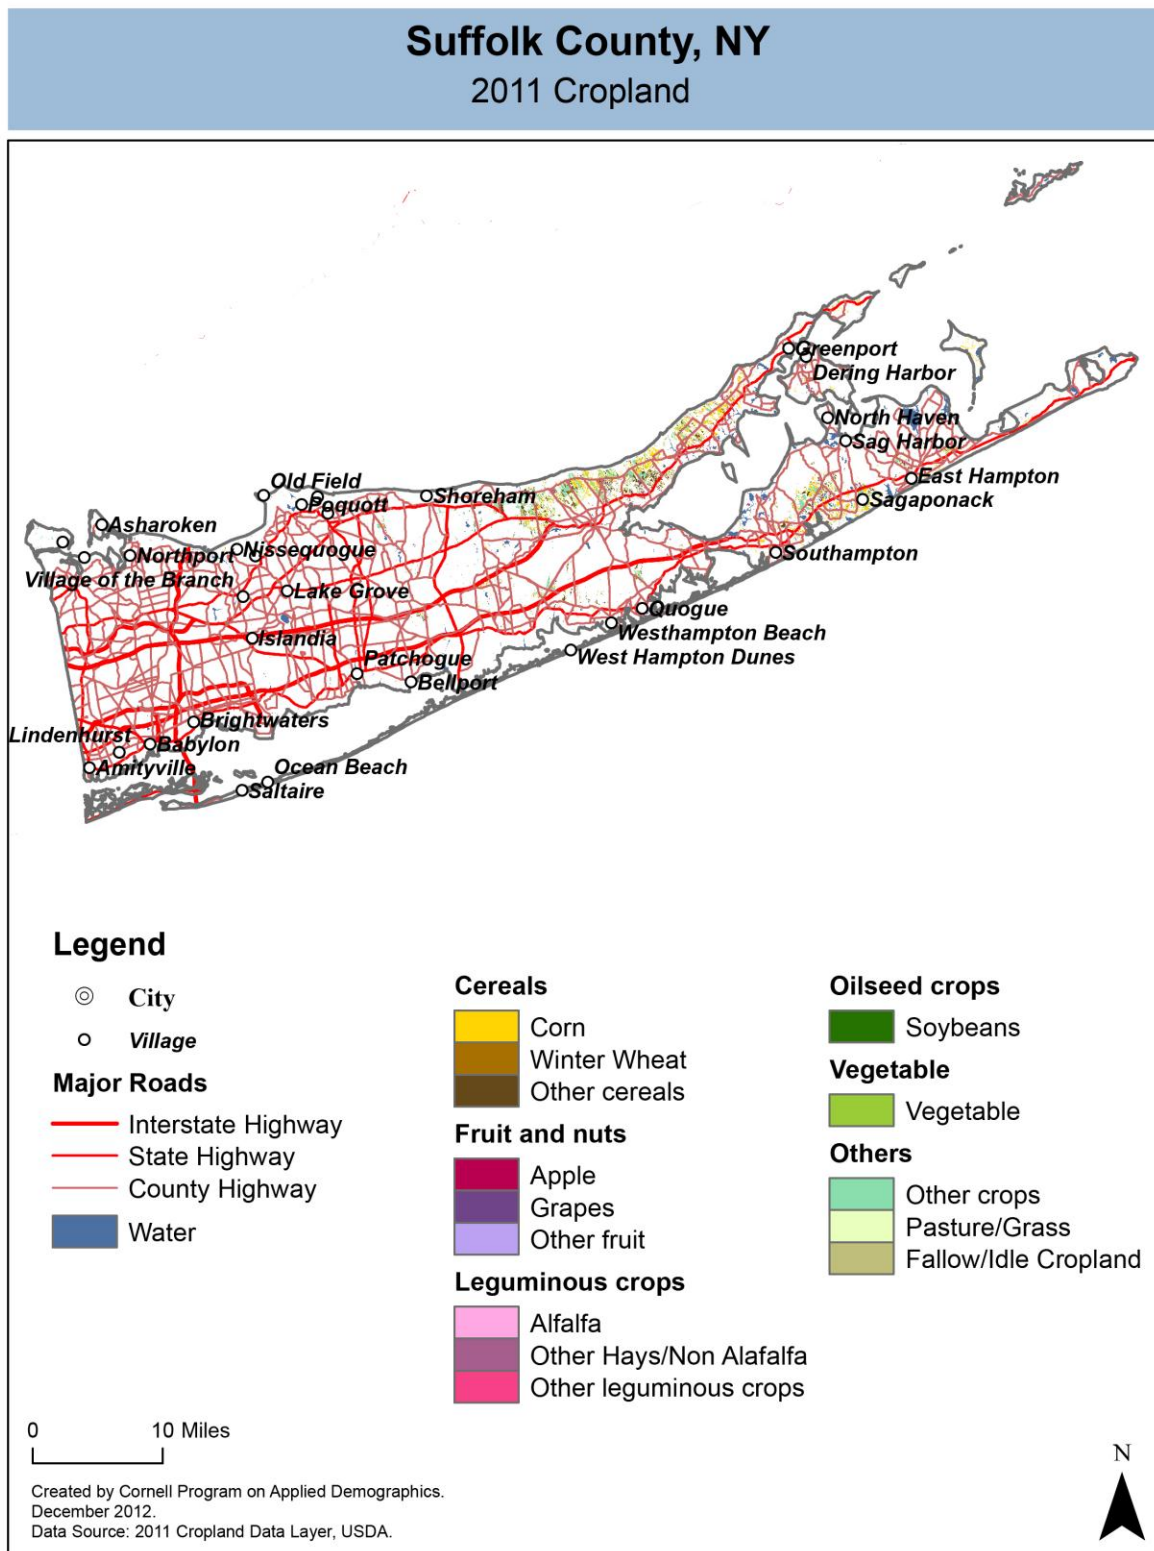 Suffolk County, NY
2011 Cropland
Greenport
Dering Harbor
North Haven
Sag Harbor
East Hampton
Sagaponack
Southampton
Old Field
Poquott
Shoreham
Asharoken
Northport
Nissequogue
Village of the Branch
Lake Grove
Islandia
Quogue
Westhampton Beach
West Hampton Dunes
Patchogue
Bellport
Brightwaters
Lindenhurst
Babylon
Amityville
Ocean Beach
Saltaire
Legend
City
Village
Major Roads
Interstate Highway
State Highway
County Highway
Water
Cereals
Corn
Winter Wheat
Other cereals
Fruit and nuts
Apple
Grapes
Other fruit
Leguminous crops
Alfalfa
Other Hays/Non Alafalfa
Other leguminous crops
Oilseed crops
Soybeans
Vegetable
Vegetable
Others
Other crops
Pasture/Grass
Fallow/Idle Cropland
0 10 Miles
N
Created by Cornell Program on Applied Demographics.
December 2012.
Data Source: 2011 Cropland Data Layer, USDA.